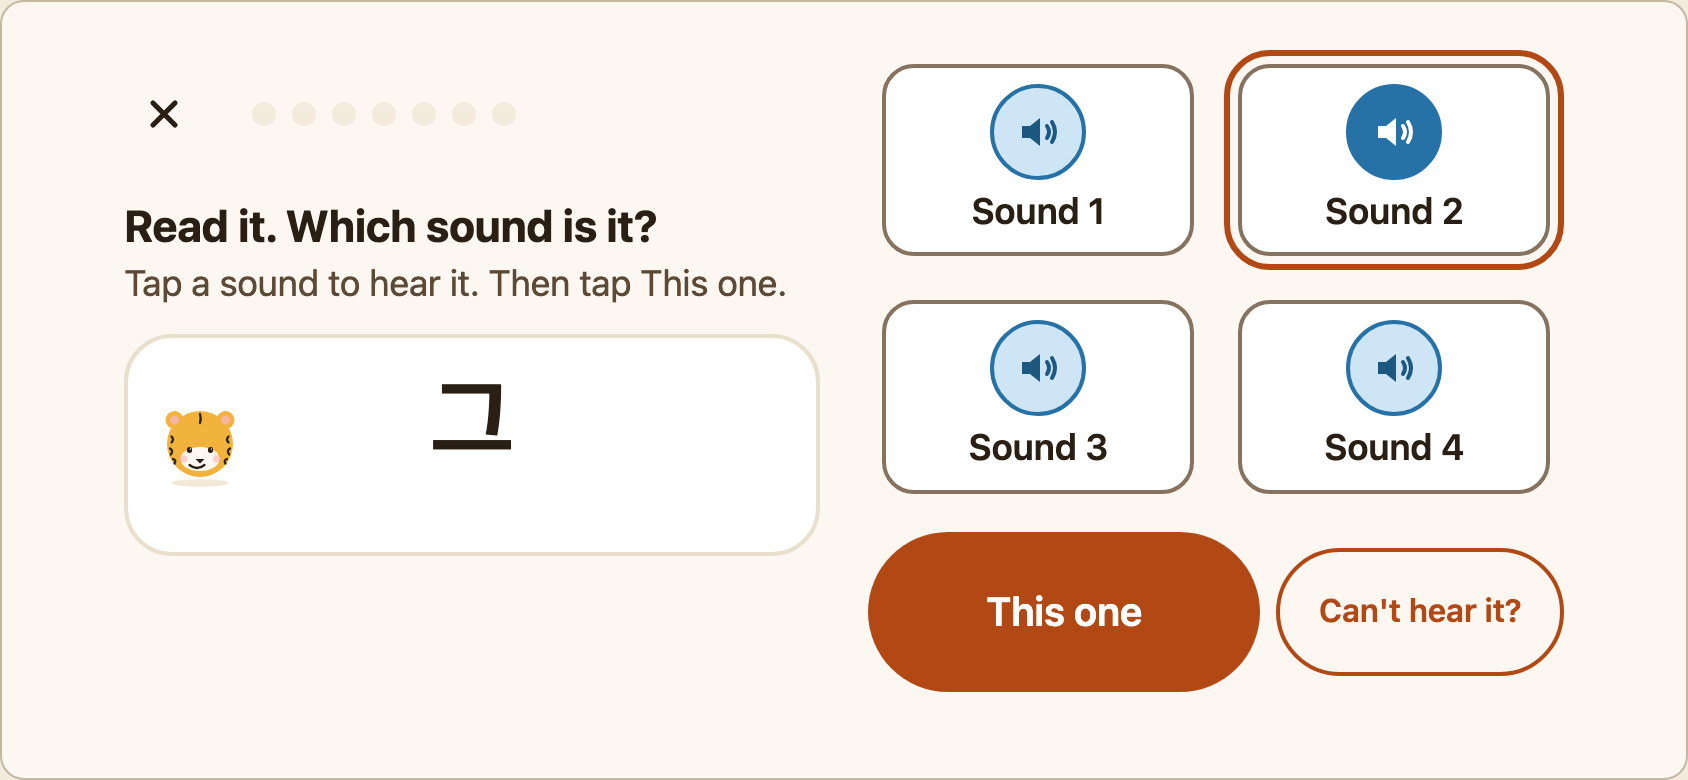 Read it. Which sound is it?
Tap a sound to hear it. Then tap This one.
그
Sound 1
Sound 2
Sound 3
Sound 4
This one
Can't hear it?